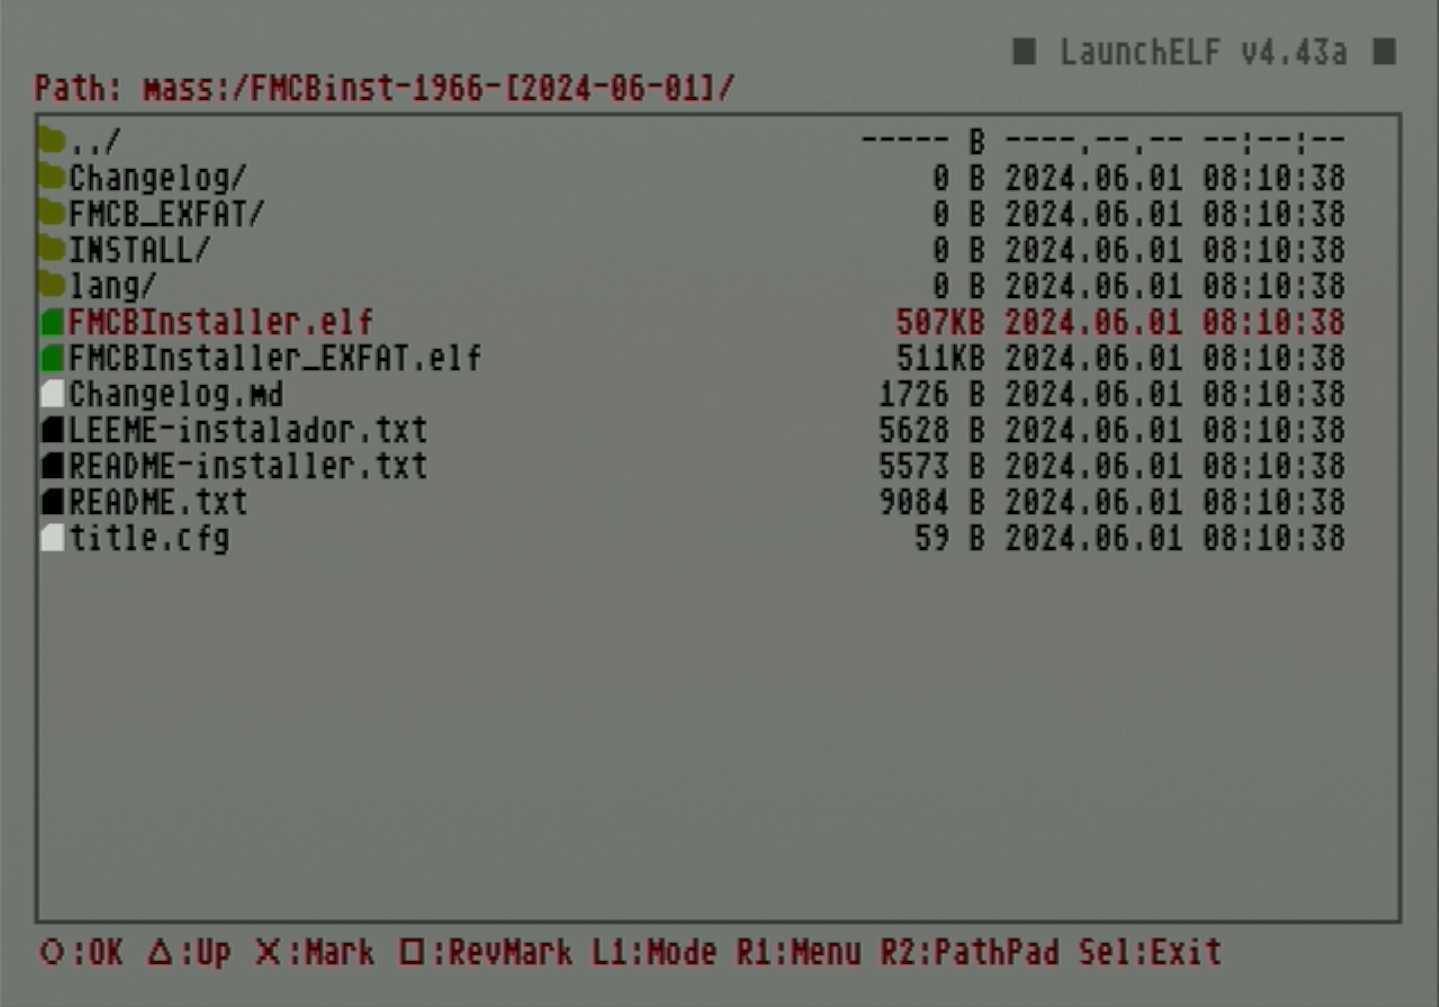 ■ LaunchELF v4.43a ■
Path: mass:/FMCBinst-1966-[2024-06-01]/
../ ----- B ----.--.-- --:--:--
Changelog/ 0 B 2024.06.01 08:10:38
FMCB_EXFAT/ 0 B 2024.06.01 08:10:38
INSTALL/ 0 B 2024.06.01 08:10:38
lang/ 0 B 2024.06.01 08:10:38
FMCBInstaller.elf 507KB 2024.06.01 08:10:38
FMCBInstaller_EXFAT.elf 511KB 2024.06.01 08:10:38
Changelog.md 1726 B 2024.06.01 08:10:38
LEEME-instalador.txt 5628 B 2024.06.01 08:10:38
README-installer.txt 5573 B 2024.06.01 08:10:38
README.txt 9084 B 2024.06.01 08:10:38
title.cfg 59 B 2024.06.01 08:10:38
○:OK △:Up ×:Mark □:RevMark L1:Mode R1:Menu R2:PathPad Sel:Exit